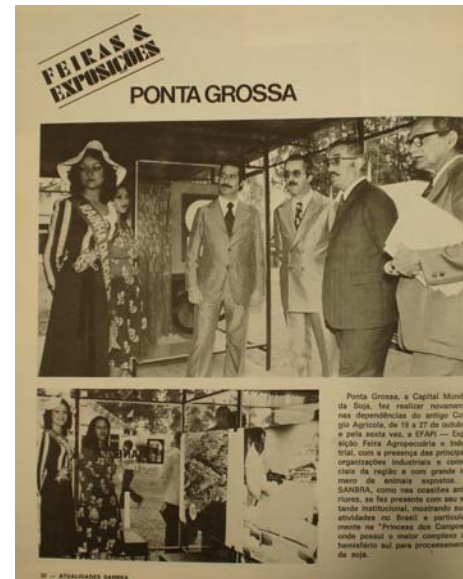 FEIRAS &
EXPOSIÇÕES
PONTA GROSSA
Ponta Grossa, a Capital Mund
da Soja, fez realizar novamen
nas dependências do antigo Co
gio Agrícola, de 19 a 27 de outub
e pela sexta vez, a EFAPI — Exp
sição Feira Agropecuária e Indu
trial, com a presença das principa
organizações industriais e come
ciais da região e com grande
mero de animais expostos.
SANBRA, como nas ocasiões ant
riores, se fez presente com seu
tande institucional, mostrando sua
atividades no Brasil e particula
mente na "Princesa dos Campos
onde possui o maior complexo
hemisfério sul para processamen
da soja.
— ATUALIDADES SANBRA